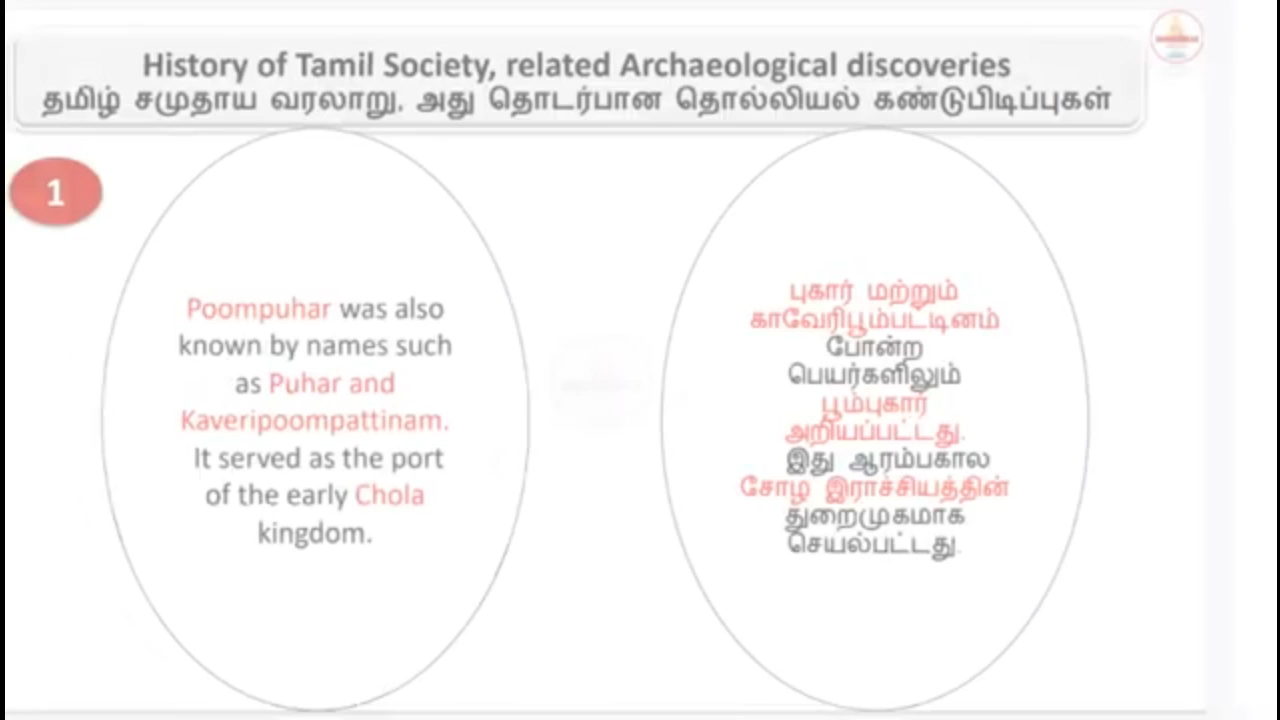 History of Tamil Society, related Archaeological discoveries
தமிழ் சமுதாய வரலாறு, அது தொடர்பான தொல்லியல் கண்டுபிடிப்புகள்
1
Poompuhar was also
known by names such
as Puhar and
Kaveripoompattinam.
It served as the port
of the early Chola
kingdom.
புகார் மற்றும்
காவேரிபூம்பட்டினம்
போன்ற
பெயர்களிலும்
பூம்புகார்
அறியப்பட்டது.
இது ஆரம்பகால
சோழ இராச்சியத்தின்
துறைமுகமாக
செயல்பட்டது.